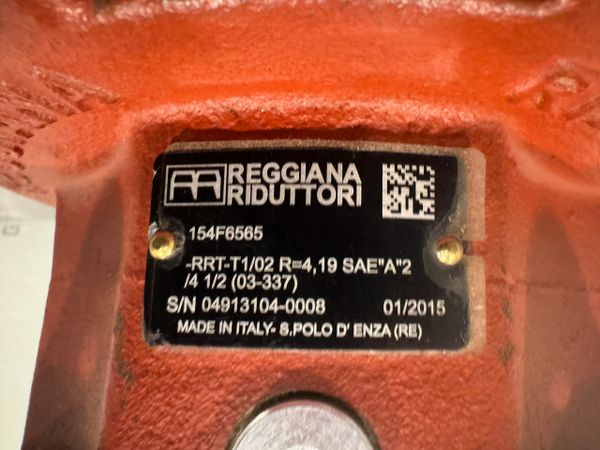 REGGIANA
RIDUTTORI
154F6565
-RRT-T1/02 R=4,19 SAE"A"2
/4 1/2 (03-337)
S/N 04913104-0008 01/2015
MADE IN ITALY- S.POLO D' ENZA (RE)